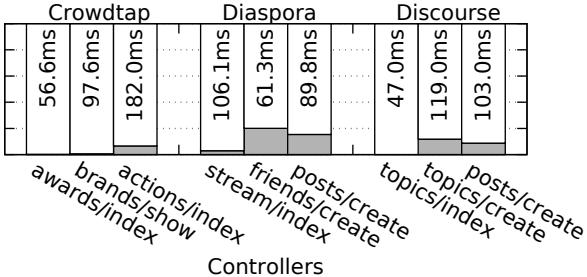 Crowdtap Diaspora Discourse
56.6ms 97.6ms 182.0ms 106.1ms 61.3ms 89.8ms 47.0ms 119.0ms 103.0ms
awards/index brands/show actions/index stream/index friends/create posts/create topics/index topics/create posts/create
Controllers